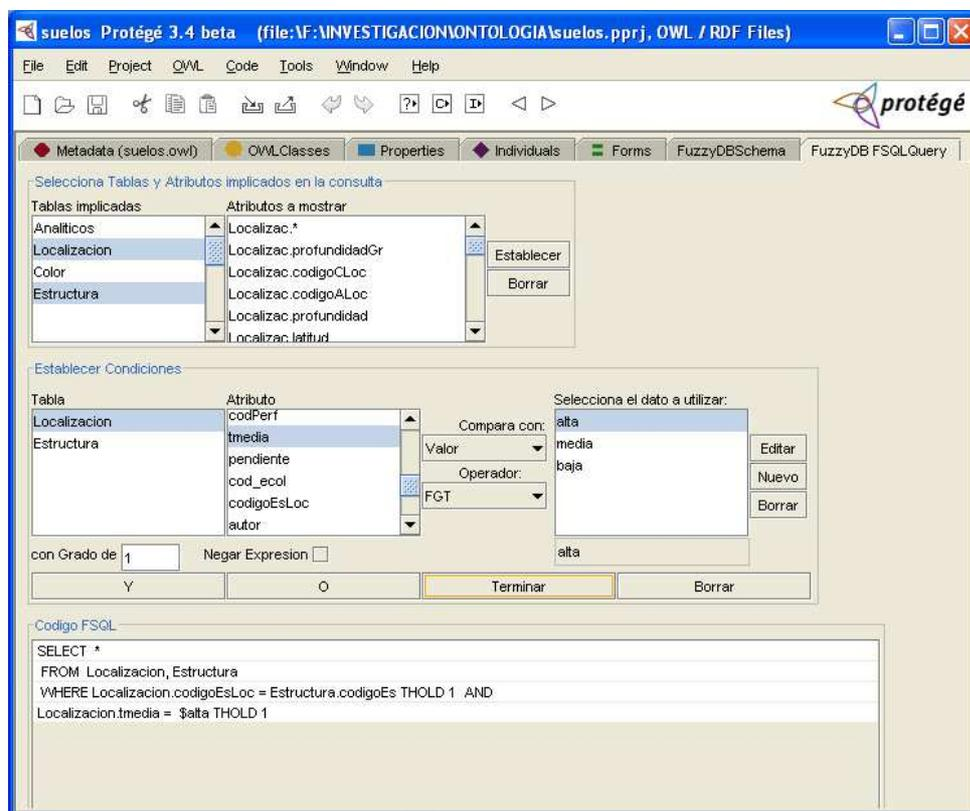 suelos Protégé 3.4 beta (file:\F:\INVESTIGACION\ONTOLOGIA\suelos.pprj, OWL / RDF Files)
File Edit Project OWL Code Tools Window Help
protégé
Metadata (suelos.owl) OWLClasses Properties Individuals Forms FuzzyDBSchema FuzzyDB FSQLQuery
Selecciona Tablas y Atributos implicados en la consulta
Tablas implicadas Atributos a mostrar
Analiticos Localizac.*
Localizacion Localizac.profundidadGr
Establecer
Color Localizac.codigoCLoc
Estructura Localizac.codigoALoc
Borrar
Localizac.profundidad
Localizac.latitud
Establecer Condiciones
Tabla Atributo Selecciona el dato a utilizar:
Localizacion codPerf Compara con: alta
Estructura tmedia Valor media Editar
pendiente Operador: baja
cod_ecol Nuevo
codigoEsLoc FGT Borrar
autor
con Grado de 1 Negar Expresion alta
Y O Terminar Borrar
Codigo FSQL
SELECT *
FROM Localizacion, Estructura
WHERE Localizacion.codigoEsLoc = Estructura.codigoEs THOLD 1 AND
Localizacion.tmedia = $alta THOLD 1